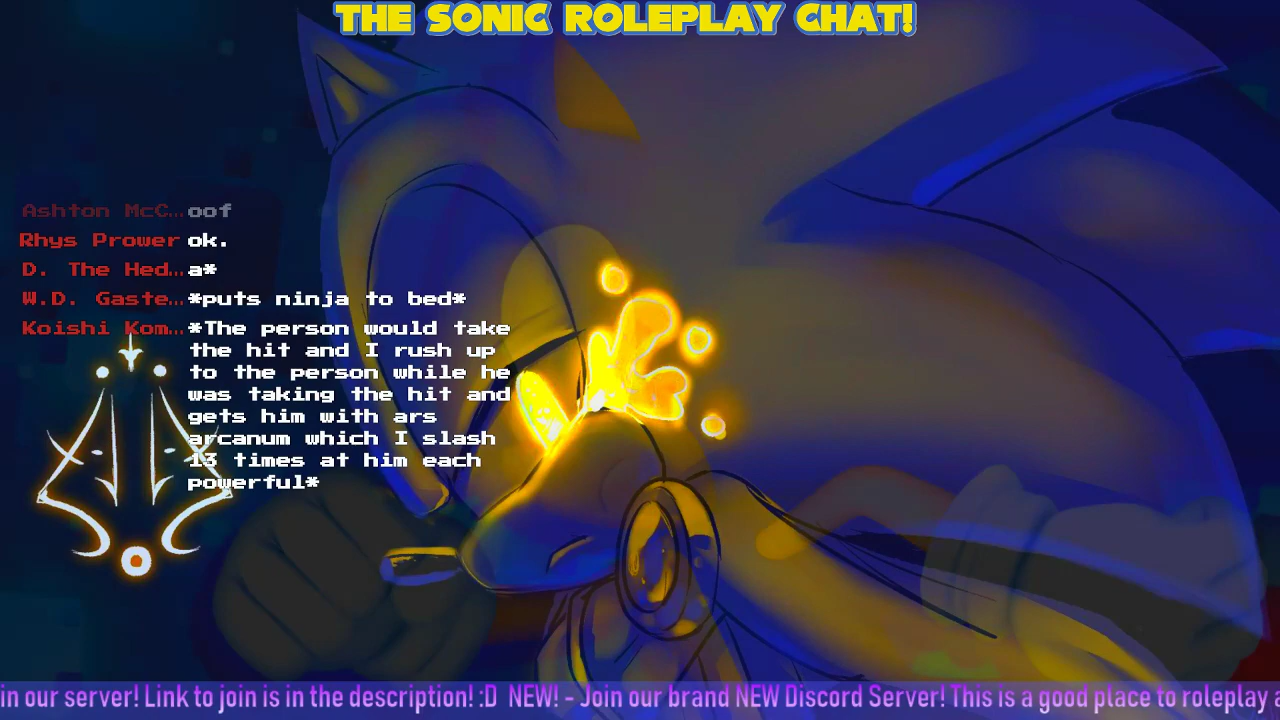 THE SONIC ROLEPLAY CHAT!
Ashton McC… oof
Rhys Prower ok.
D. The Hed… a*
W.D. Gaste… *puts ninja to bed*
Koishi Kom… *The person would take
the hit and I rush up
to the person while he
was taking the hit and
gets him with ars
arcanum which I slash
13 times at him each
powerful*
in our server! Link to join is in the description! :D NEW! - Join our brand NEW Discord Server! This is a good place to roleplay a